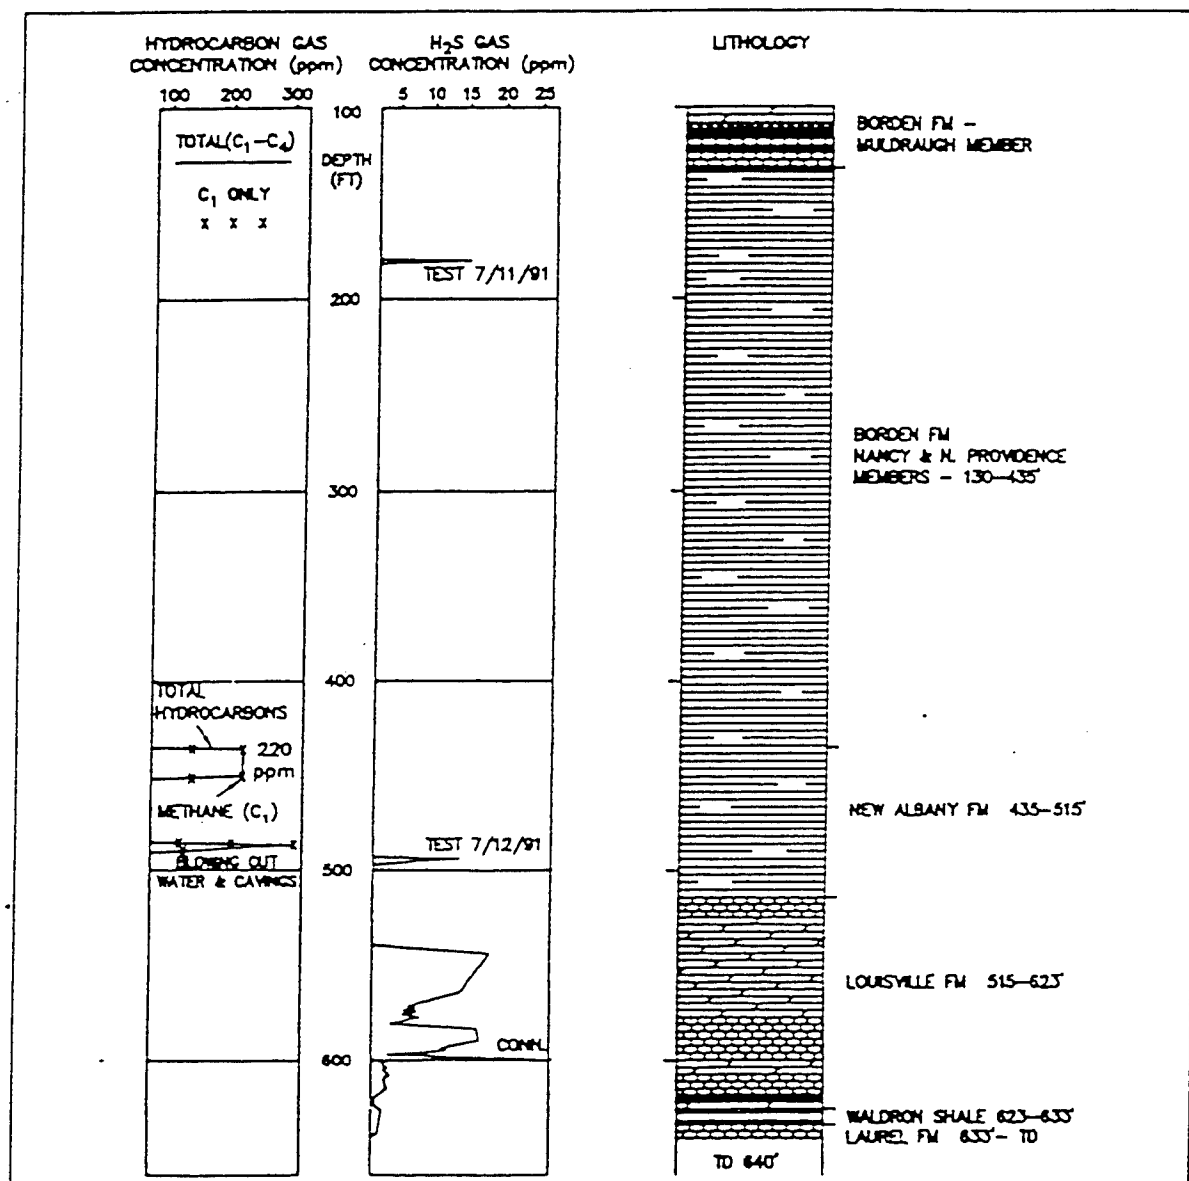 HYDROCARBON GAS
CONCENTRATION (ppm)
H2S GAS
CONCENTRATION (ppm)
LITHOLOGY
100 200 300
5 10 15 20 25
100
TOTAL(C1-C4)
C1 ONLY
x x x
DEPTH
(FT)
BORDEN FM -
MULDRAUGH MEMBER
TEST 7/11/91
200
BORDEN FM
NANCY & N. PROVIDENCE
MEMBERS - 130-435'
300
400
TOTAL
HYDROCARBONS
220
ppm
METHANE (C1)
NEW ALBANY FM 435-515'
TEST 7/12/91
BLOWING OUT
WATER & CAVINGS
500
LOUISVILLE FM 515-623'
CONN.
600
WALDRON SHALE 623-633'
LAUREL FM 633'- TD
TD 640'